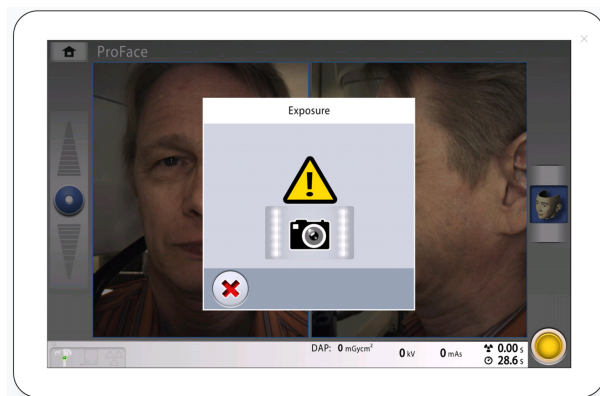 ProFace
Exposure
DAP: 0 mGycm²
0 kV
0 mAs
0.00 s
28.6 s